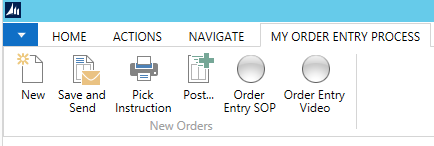 HOME ACTIONS NAVIGATE MY ORDER ENTRY PROCESS
New Save and Send Pick Instruction Post... Order Entry SOP Order Entry Video
New Orders